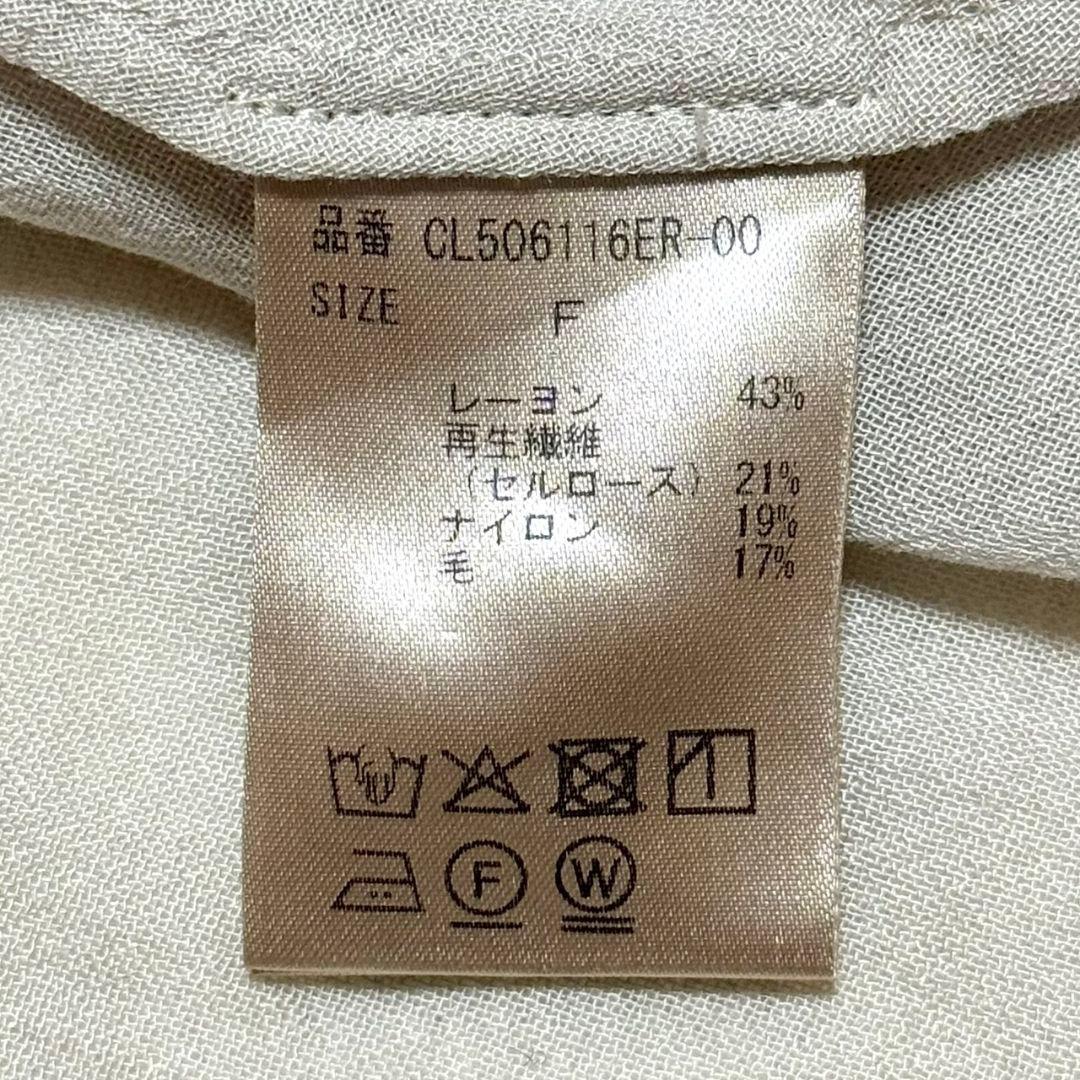 品番 CL506116ER-00
SIZE F
レーヨン 43%
再生繊維
(セルロース) 21%
ナイロン 19%
毛 17%
F W